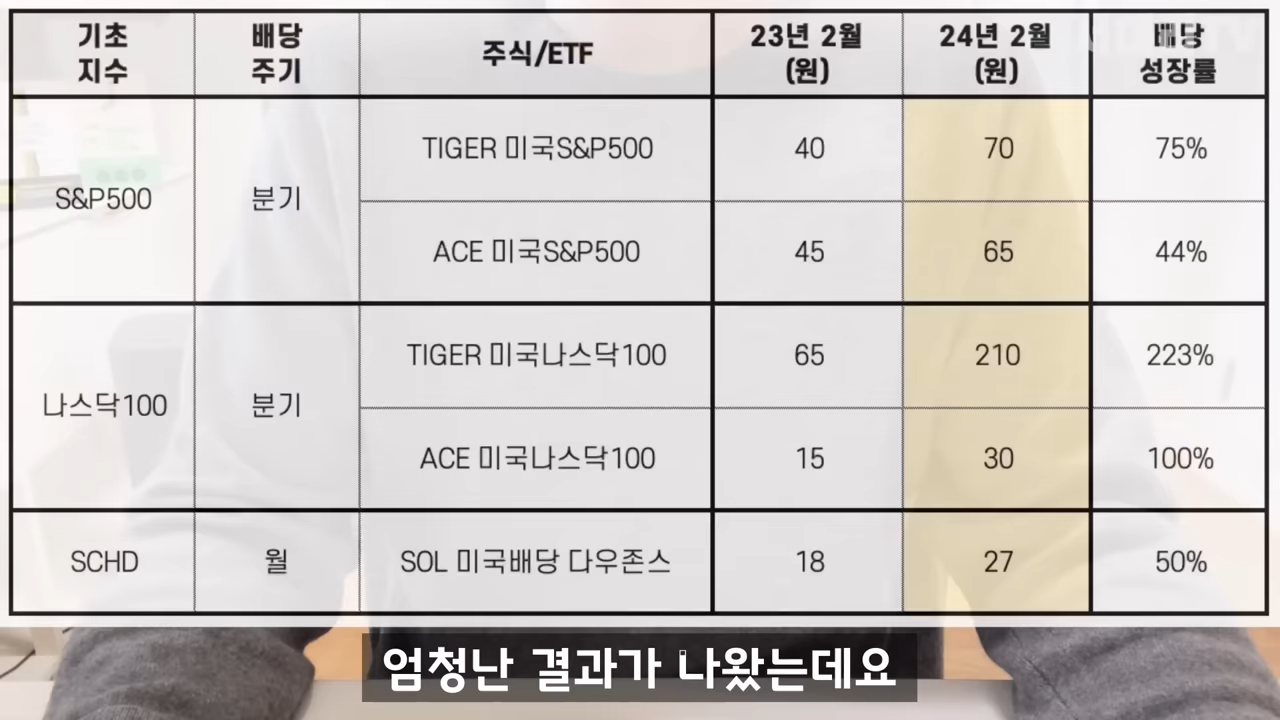 기초 지수 배당 주기 주식/ETF 23년 2월 (원) 24년 2월 (원) 배당 성장률
S&P500 분기 TIGER 미국S&P500 40 70 75%
ACE 미국S&P500 45 65 44%
나스닥100 분기 TIGER 미국나스닥100 65 210 223%
ACE 미국나스닥100 15 30 100%
SCHD 월 SOL 미국배당 다우존스 18 27 50%
엄청난 결과가 나왔는데요